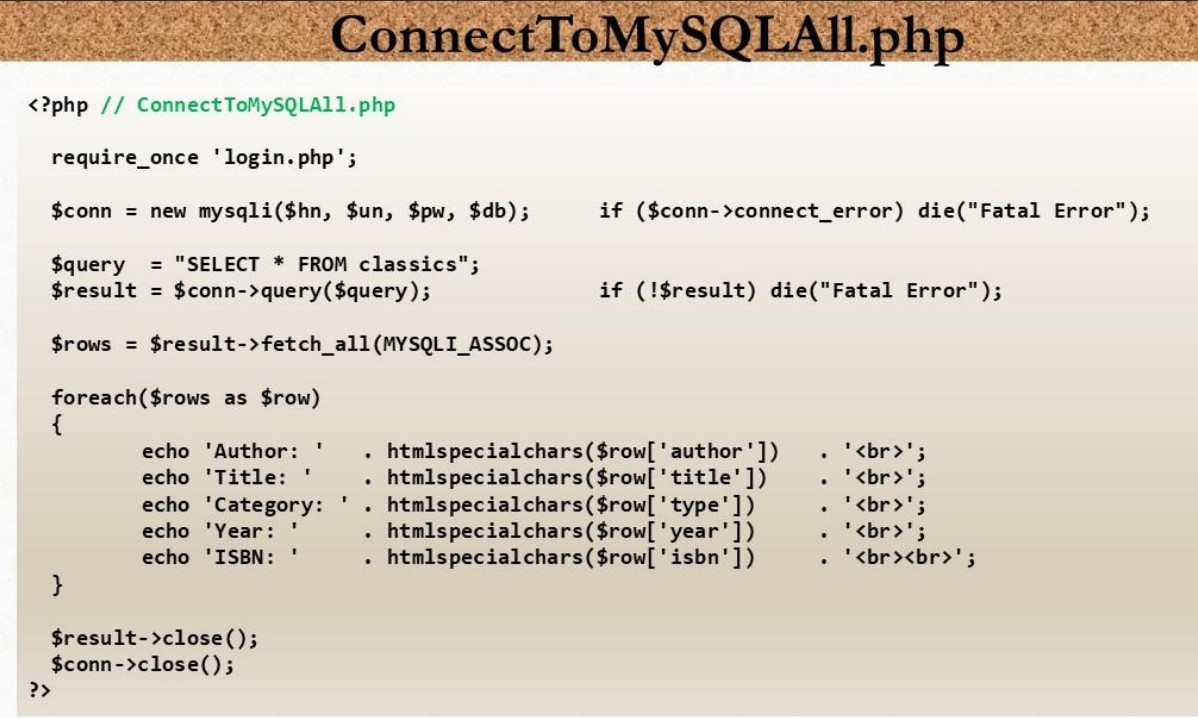 ConnectToMySQLAll.php
<?php // ConnectToMySQLAll.php
require_once 'login.php';
$conn = new mysqli($hn, $un, $pw, $db); if ($conn->connect_error) die("Fatal Error");
$query = "SELECT * FROM classics";
$result = $conn->query($query); if (!$result) die("Fatal Error");
$rows = $result->fetch_all(MYSQLI_ASSOC);
foreach($rows as $row)
{
echo 'Author: ' . htmlspecialchars($row['author']) . '<br>';
echo 'Title: ' . htmlspecialchars($row['title']) . '<br>';
echo 'Category: ' . htmlspecialchars($row['type']) . '<br>';
echo 'Year: ' . htmlspecialchars($row['year']) . '<br>';
echo 'ISBN: ' . htmlspecialchars($row['isbn']) . '<br><br>';
}
$result->close();
$conn->close();
?>